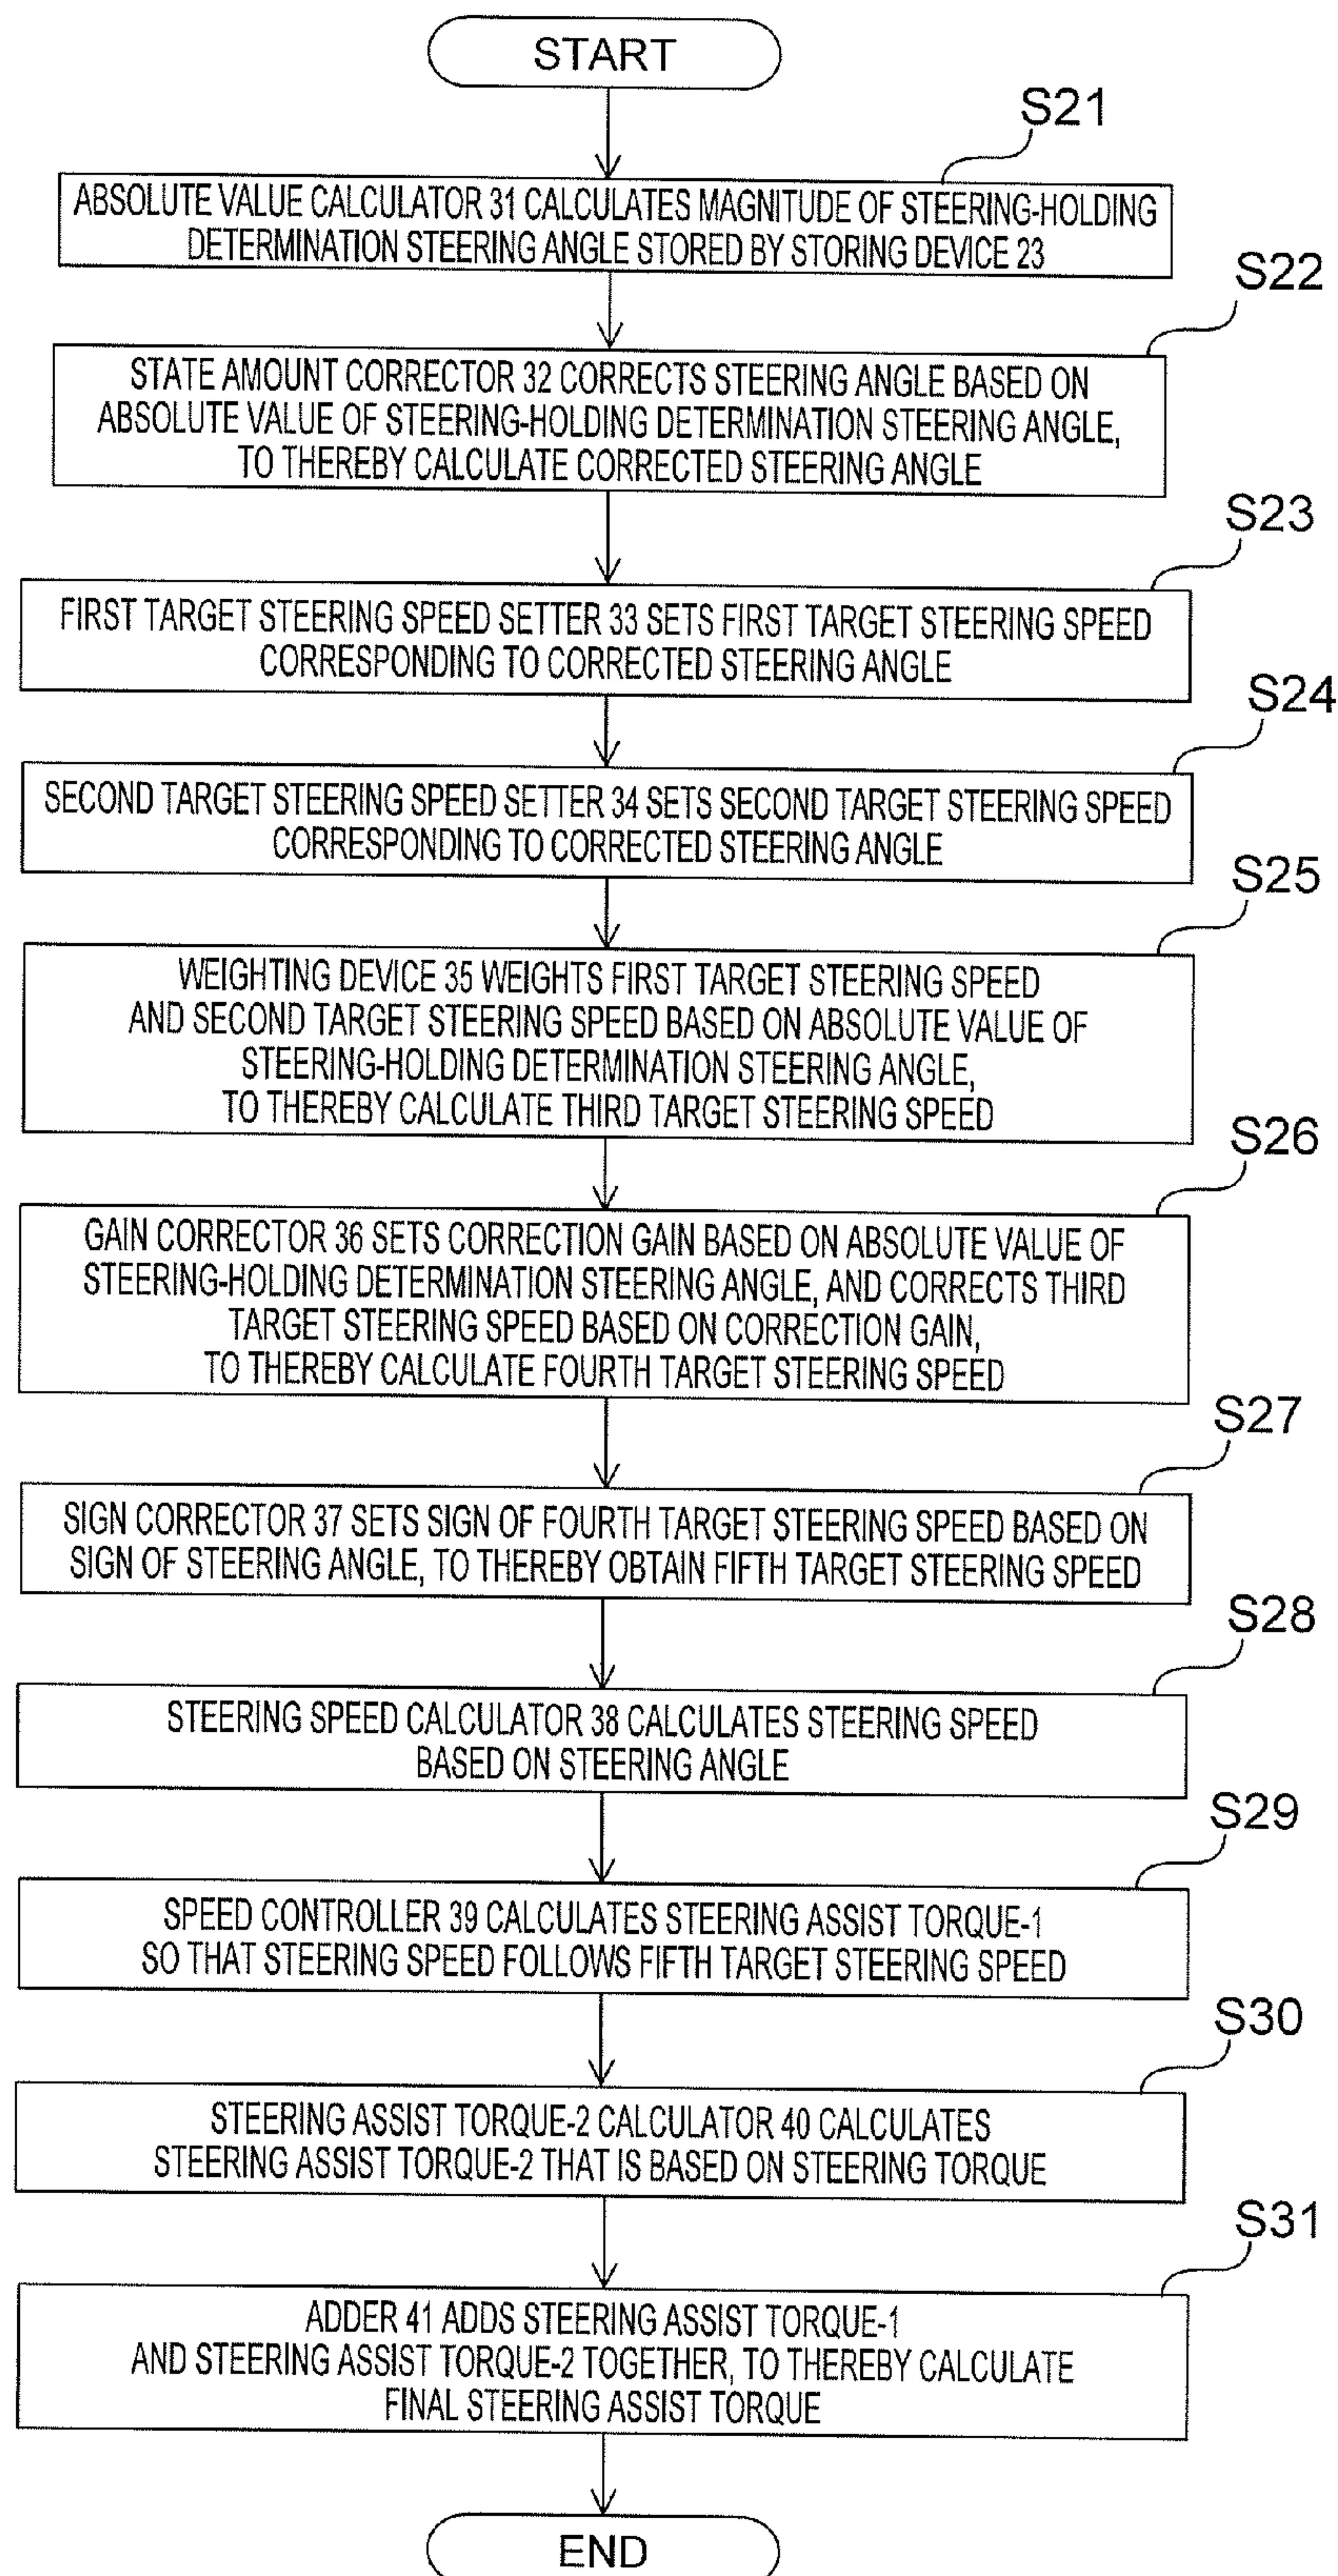 START
S21
ABSOLUTE VALUE CALCULATOR 31 CALCULATES MAGNITUDE OF STEERING-HOLDING
DETERMINATION STEERING ANGLE STORED BY STORING DEVICE 23
S22
STATE AMOUNT CORRECTOR 32 CORRECTS STEERING ANGLE BASED ON
ABSOLUTE VALUE OF STEERING-HOLDING DETERMINATION STEERING ANGLE,
TO THEREBY CALCULATE CORRECTED STEERING ANGLE
S23
FIRST TARGET STEERING SPEED SETTER 33 SETS FIRST TARGET STEERING SPEED
CORRESPONDING TO CORRECTED STEERING ANGLE
S24
SECOND TARGET STEERING SPEED SETTER 34 SETS SECOND TARGET STEERING SPEED
CORRESPONDING TO CORRECTED STEERING ANGLE
S25
WEIGHTING DEVICE 35 WEIGHTS FIRST TARGET STEERING SPEED
AND SECOND TARGET STEERING SPEED BASED ON ABSOLUTE VALUE OF
STEERING-HOLDING DETERMINATION STEERING ANGLE,
TO THEREBY CALCULATE THIRD TARGET STEERING SPEED
S26
GAIN CORRECTOR 36 SETS CORRECTION GAIN BASED ON ABSOLUTE VALUE OF
STEERING-HOLDING DETERMINATION STEERING ANGLE, AND CORRECTS THIRD
TARGET STEERING SPEED BASED ON CORRECTION GAIN,
TO THEREBY CALCULATE FOURTH TARGET STEERING SPEED
S27
SIGN CORRECTOR 37 SETS SIGN OF FOURTH TARGET STEERING SPEED BASED ON
SIGN OF STEERING ANGLE, TO THEREBY OBTAIN FIFTH TARGET STEERING SPEED
S28
STEERING SPEED CALCULATOR 38 CALCULATES STEERING SPEED
BASED ON STEERING ANGLE
S29
SPEED CONTROLLER 39 CALCULATES STEERING ASSIST TORQUE-1
SO THAT STEERING SPEED FOLLOWS FIFTH TARGET STEERING SPEED
S30
STEERING ASSIST TORQUE-2 CALCULATOR 40 CALCULATES
STEERING ASSIST TORQUE-2 THAT IS BASED ON STEERING TORQUE
S31
ADDER 41 ADDS STEERING ASSIST TORQUE-1
AND STEERING ASSIST TORQUE-2 TOGETHER, TO THEREBY CALCULATE
FINAL STEERING ASSIST TORQUE
END